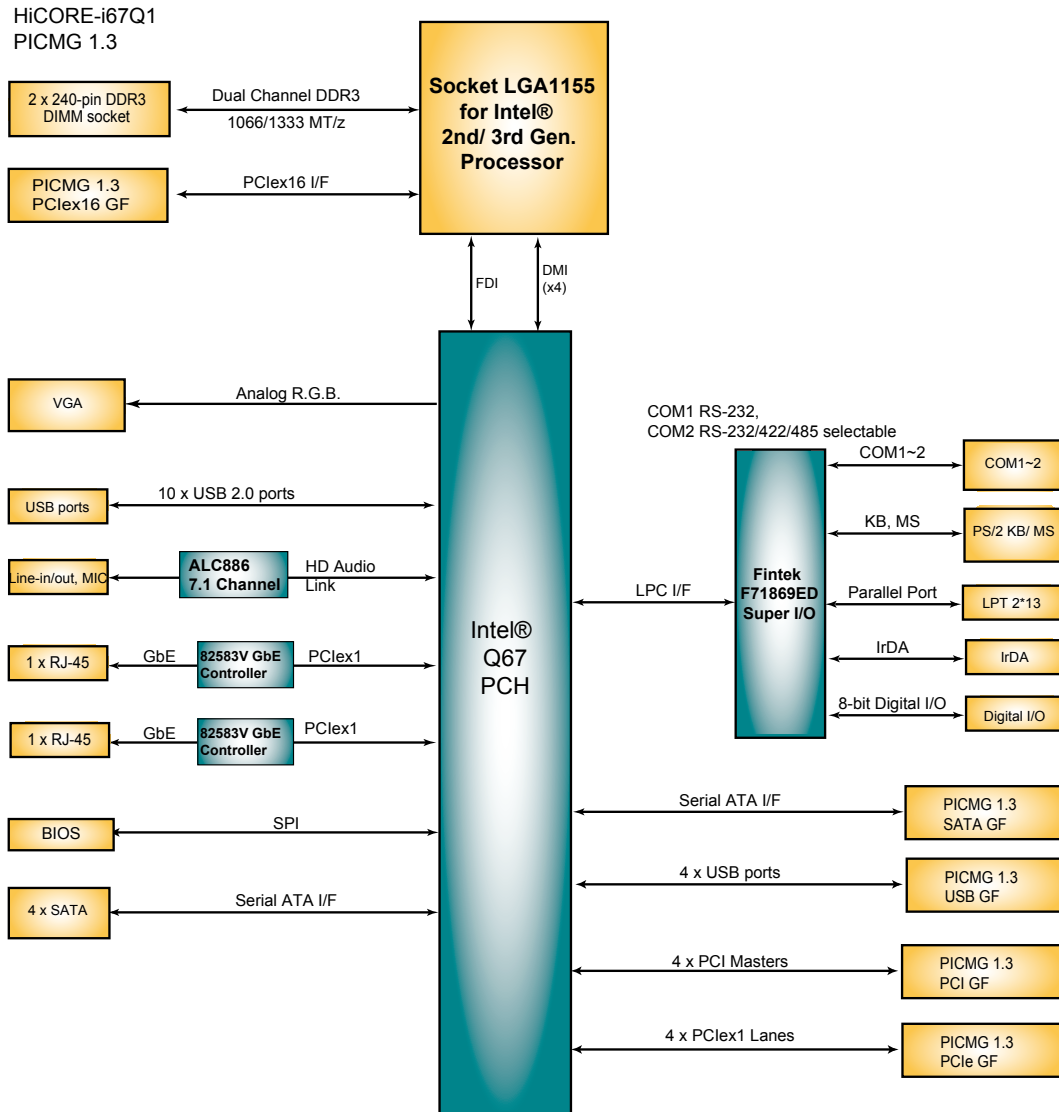 HiCORE-i67Q1
PICMG 1.3
2 x 240-pin DDR3
DIMM socket
Dual Channel DDR3
1066/1333 MT/z
Socket LGA1155
for Intel®
2nd/ 3rd Gen.
Processor
PICMG 1.3
PCIex16 GF
PCIex16 I/F
FDI
DMI
(x4)
VGA
Analog R.G.B.
USB ports
10 x USB 2.0 ports
Line-in/out, MIC
ALC886
7.1 Channel
HD Audio
Link
1 x RJ-45
GbE
82583V GbE
Controller
PCIex1
1 x RJ-45
GbE
82583V GbE
Controller
PCIex1
BIOS
SPI
4 x SATA
Serial ATA I/F
Intel®
Q67
PCH
COM1 RS-232,
COM2 RS-232/422/485 selectable
LPC I/F
Fintek
F71869ED
Super I/O
COM1~2
COM1~2
KB, MS
PS/2 KB/ MS
Parallel Port
LPT 2*13
IrDA
IrDA
8-bit Digital I/O
Digital I/O
Serial ATA I/F
PICMG 1.3
SATA GF
4 x USB ports
PICMG 1.3
USB GF
4 x PCI Masters
PICMG 1.3
PCI GF
4 x PCIex1 Lanes
PICMG 1.3
PCIe GF